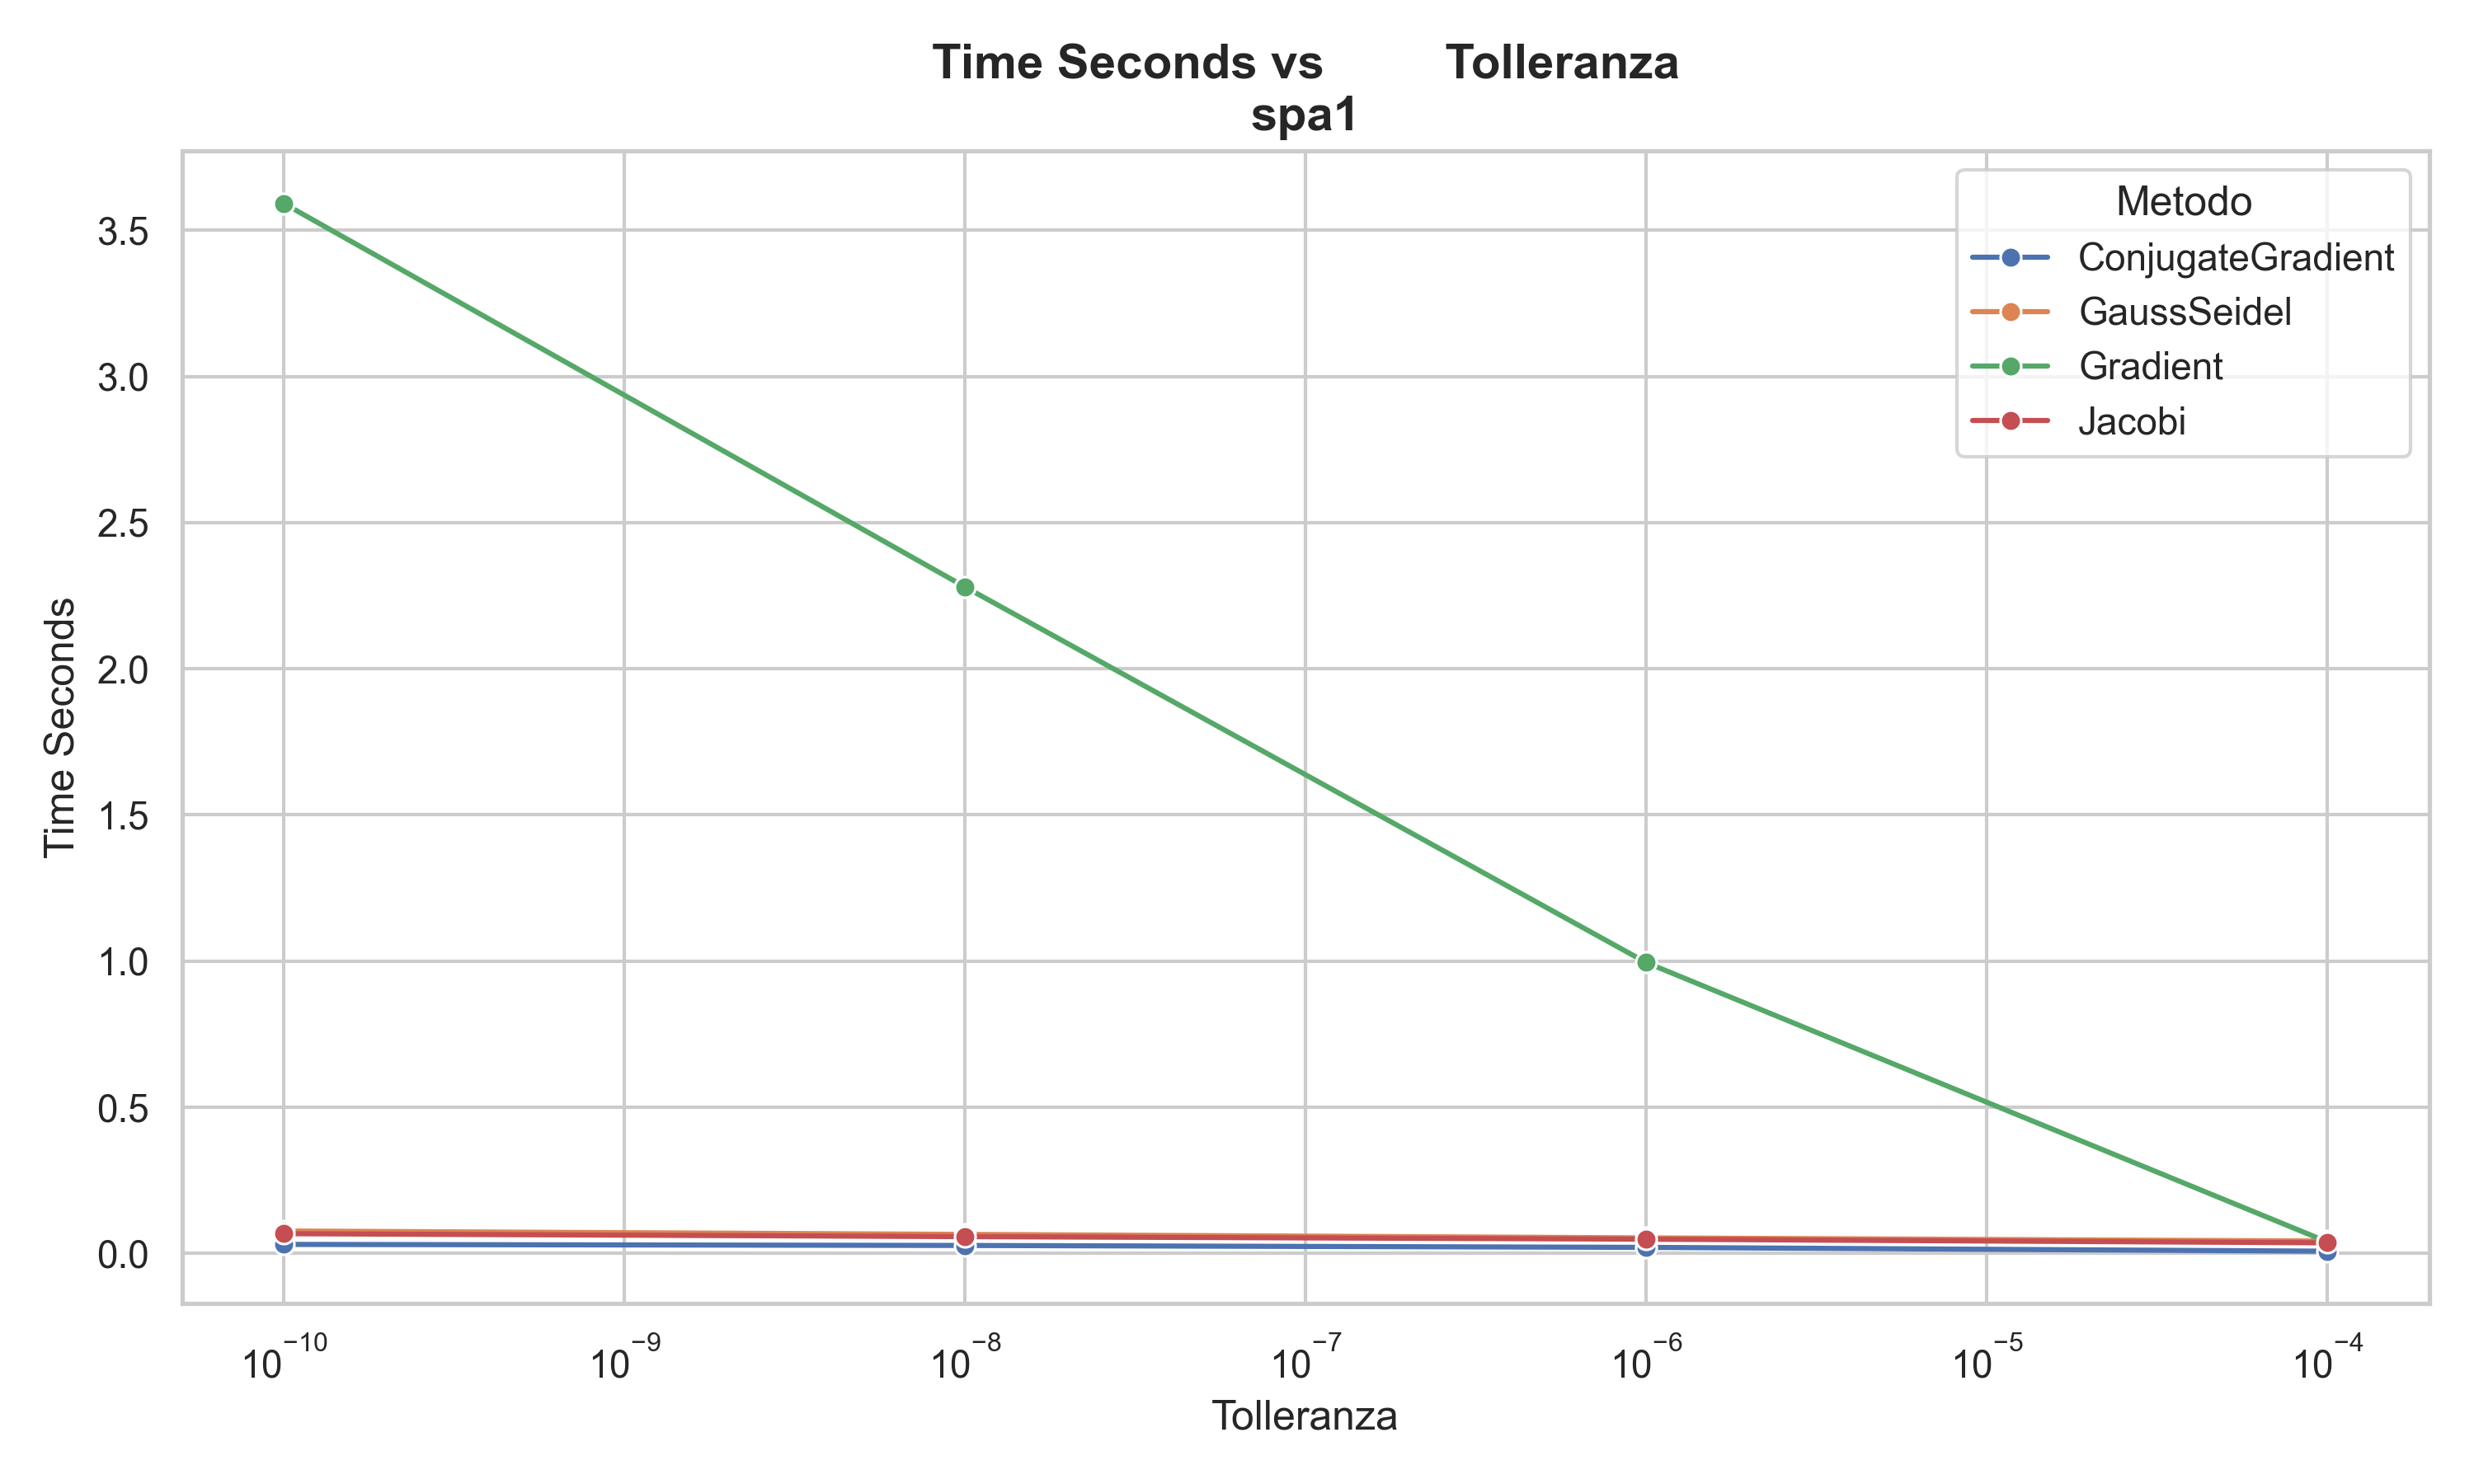 Time Seconds vs Tolleranza
spa1
Metodo
ConjugateGradient
GaussSeidel
Gradient
Jacobi
Time Seconds
3.5
3.0
2.5
2.0
1.5
1.0
0.5
0.0
10⁻¹⁰ 10⁻⁹ 10⁻⁸ 10⁻⁷ 10⁻⁶ 10⁻⁵ 10⁻⁴
Tolleranza